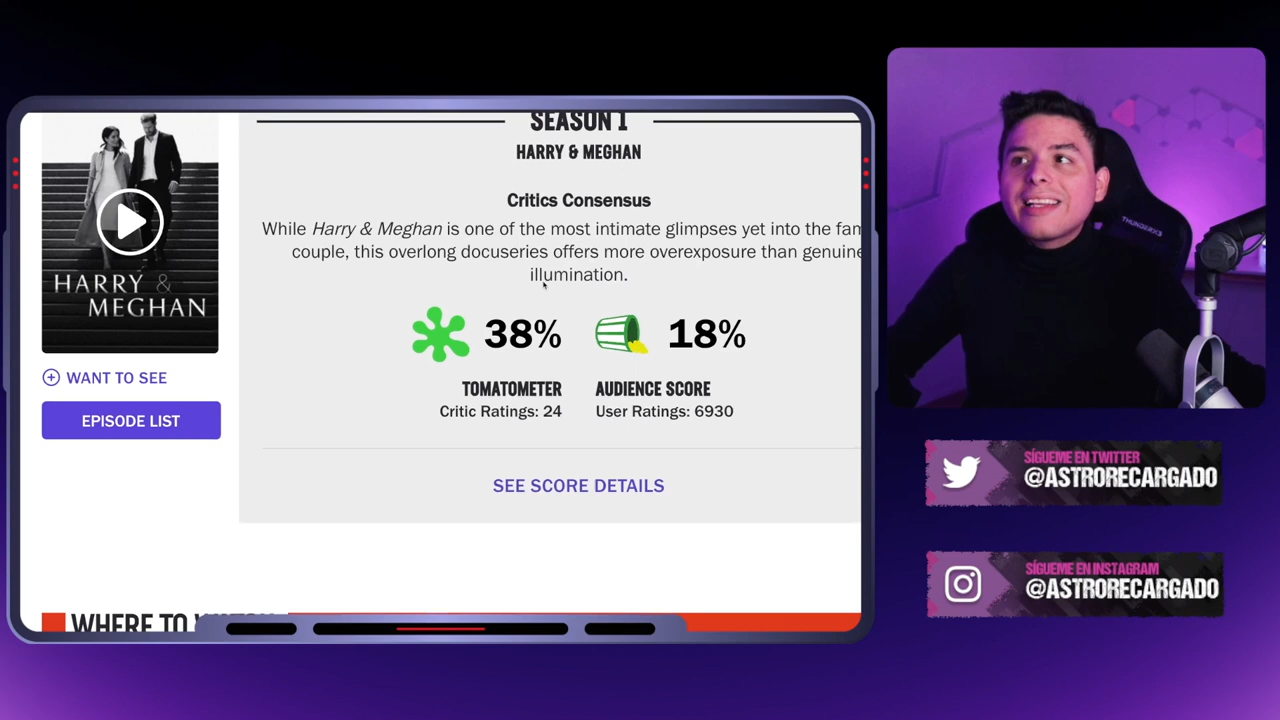 SEASON 1
HARRY & MEGHAN
Critics Consensus
While Harry & Meghan is one of the most intimate glimpses yet into the fam
couple, this overlong docuseries offers more overexposure than genuine
illumination.
38%
18%
TOMATOMETER
AUDIENCE SCORE
Critic Ratings: 24
User Ratings: 6930
SEE SCORE DETAILS
HARRY &
MEGHAN
WANT TO SEE
EPISODE LIST
WHERE TO
THUNDERX3
SÍGUEME EN TWITTER
@ASTRORECARGADO
SÍGUEME EN INSTAGRAM
@ASTRORECARGADO